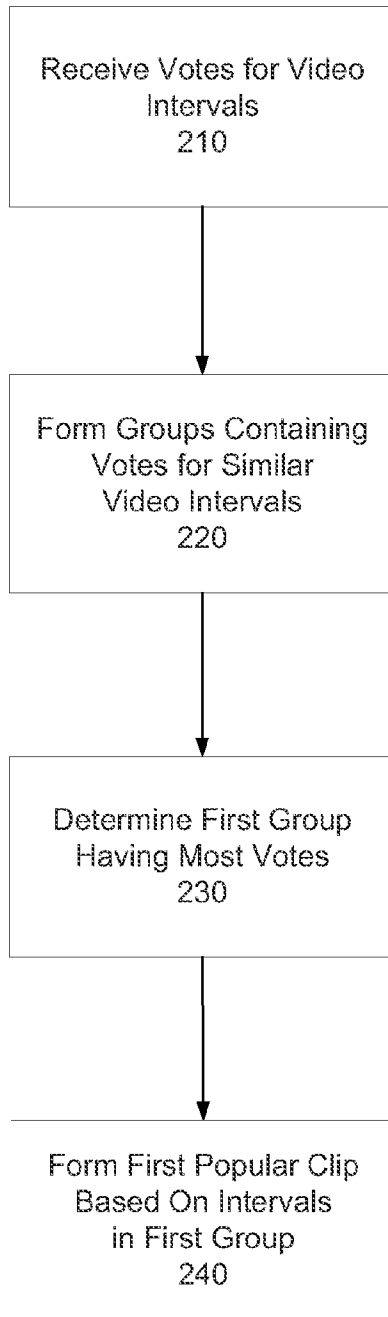 Receive Votes for Video
Intervals
210
Form Groups Containing
Votes for Similar
Video Intervals
220
Determine First Group
Having Most Votes
230
Form First Popular Clip
Based On Intervals
in First Group
240